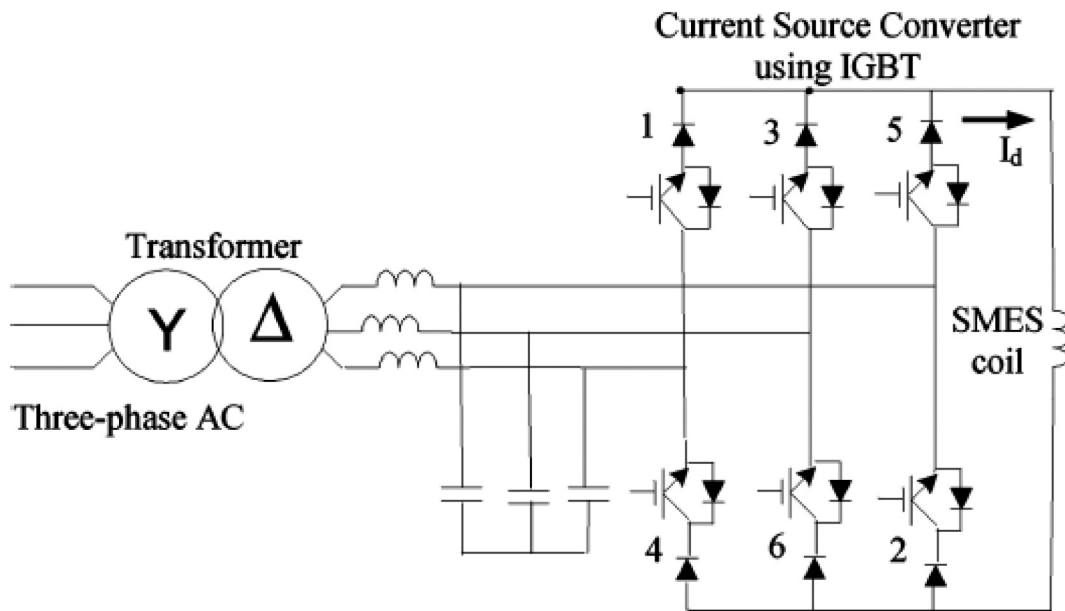 Current Source Converter
using IGBT
1
3
5
I_d
Transformer
Y
Δ
SMES
coil
Three-phase AC
4
6
2